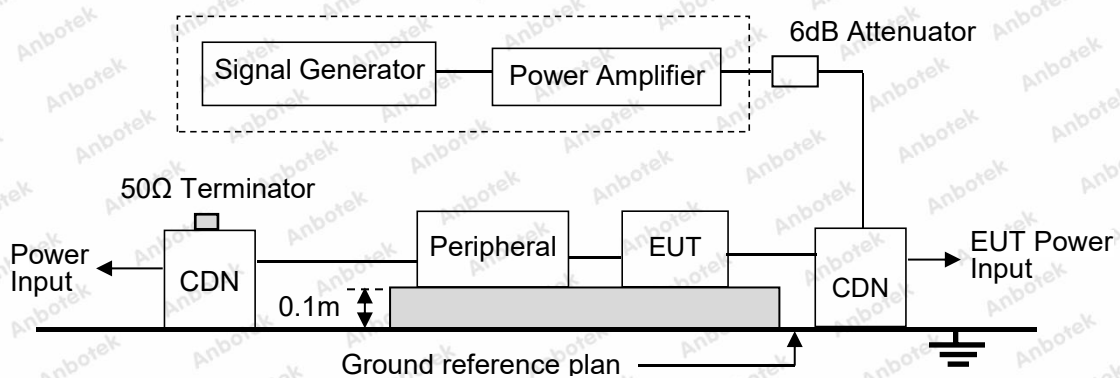 6dB Attenuator
Signal Generator
Power Amplifier
50Ω Terminator
Power
Input
CDN
Peripheral
EUT
CDN
EUT Power
Input
0.1m
Ground reference plan
Anbotek